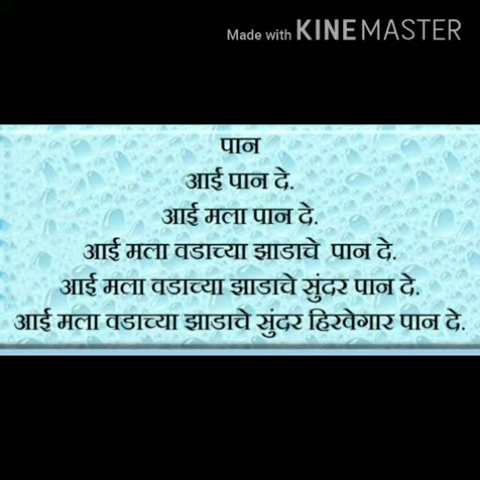 Made with KINEMASTER
पान
आई पान दे.
आई मला पान दे.
आई मला वडाच्या झाडाचे पान दे.
आई मला वडाच्या झाडाचे सुंदर पान दे.
आई मला वडाच्या झाडाचे सुंदर हिरवेगार पान दे.